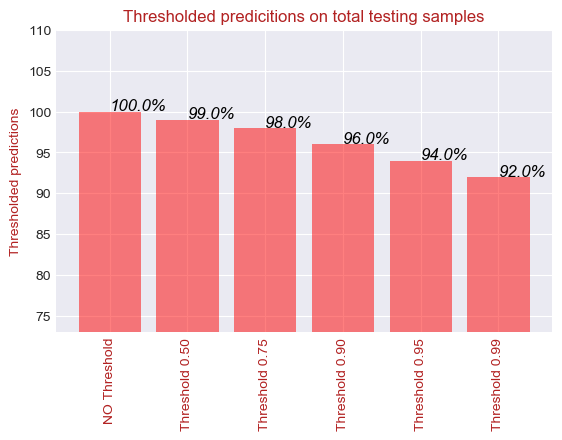 Thresholded predicitions on total testing samples
Thresholded predictions
110
105
100
95
90
85
80
75
100.0%
99.0%
98.0%
96.0%
94.0%
92.0%
NO Threshold
Threshold 0.50
Threshold 0.75
Threshold 0.90
Threshold 0.95
Threshold 0.99